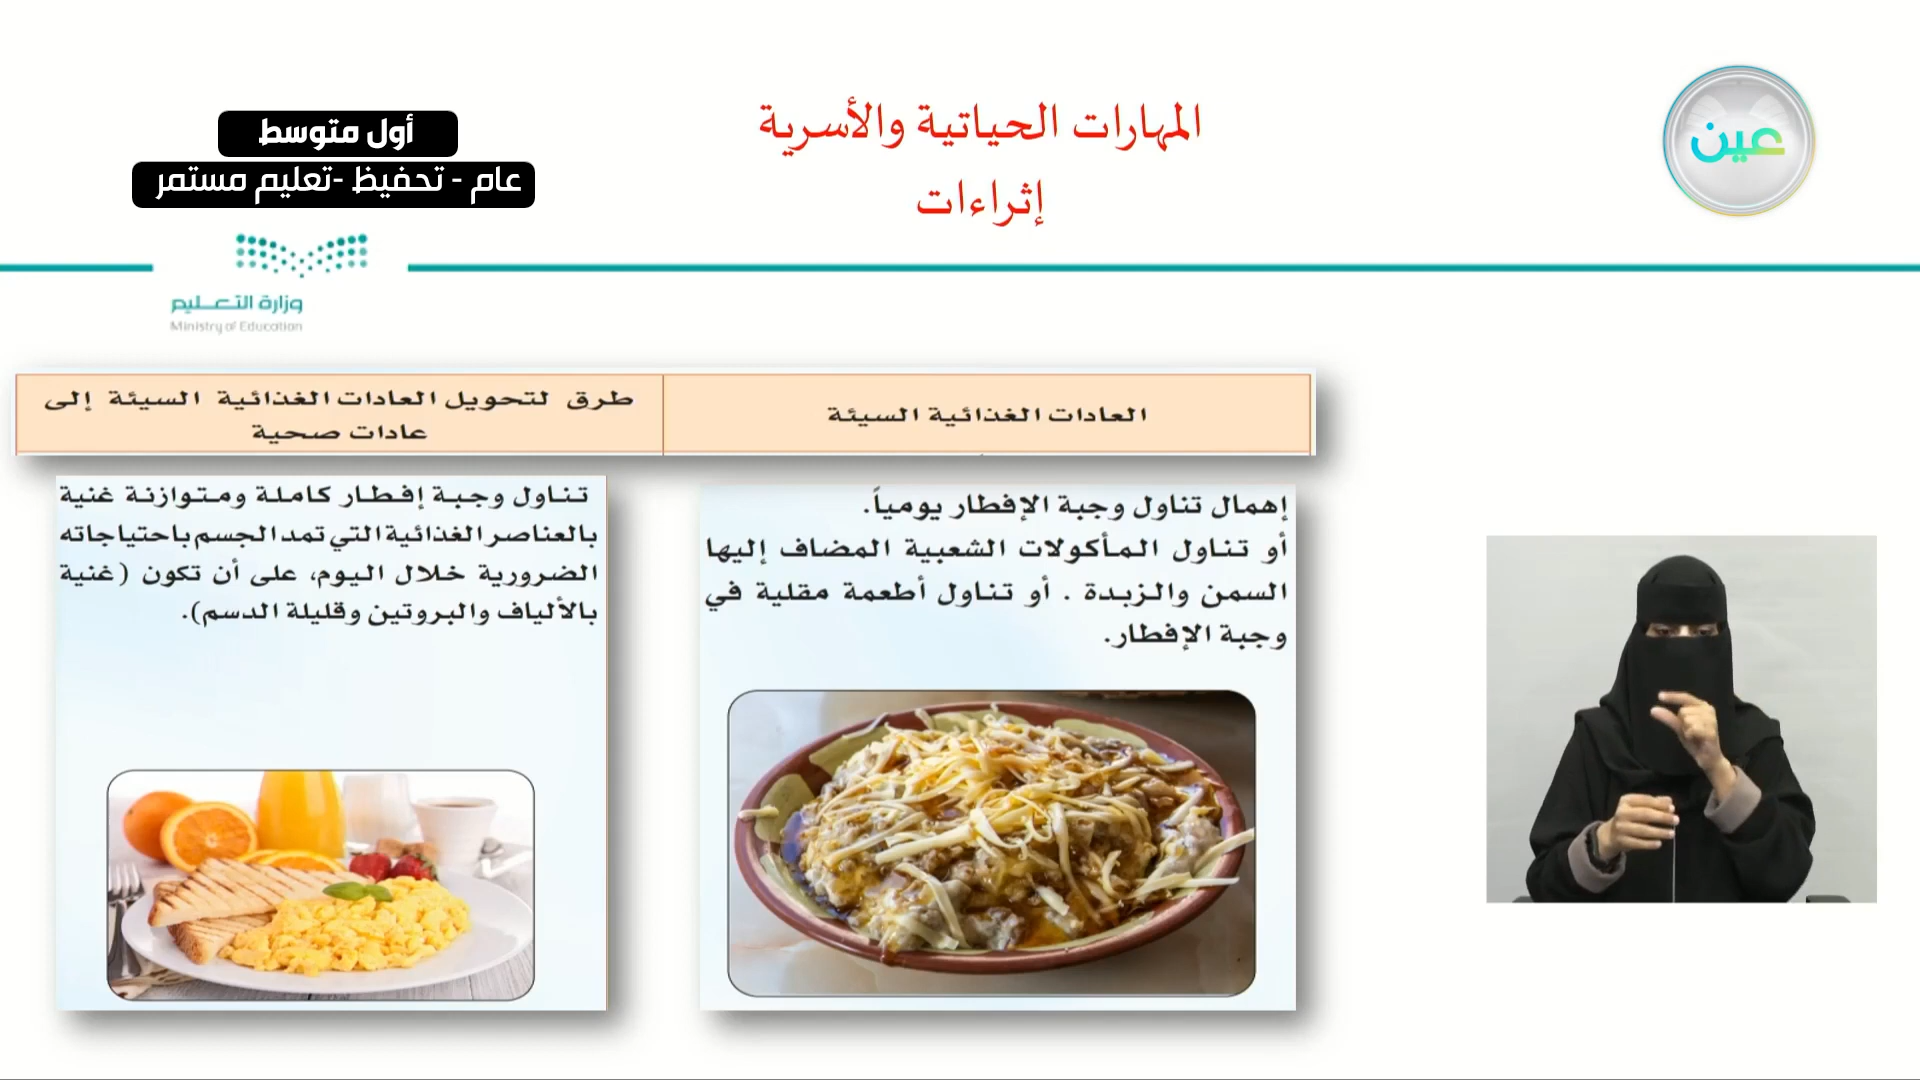 المهارات الحياتية والأسرية
إثراءات
عين
أول متوسط
عام - تحفيظ -تعليم مستمر
وزارة التعـــليم
Ministry of Education
العادات الغذائية السيئة
طرق لتحويل العادات الغذائية السيئة إلى
عادات صحية
إهمال تناول وجبة الإفطار يومياً.
أو تناول المأكولات الشعبية المضاف إليها
السمن والزبدة . أو تناول أطعمة مقلية في
وجبة الإفطار.
تناول وجبة إفطار كاملة ومتوازنة غنية
بالعناصر الغذائية التي تمد الجسم باحتياجاته
الضرورية خلال اليوم، على أن تكون (غنية
بالألياف والبروتين وقليلة الدسم).